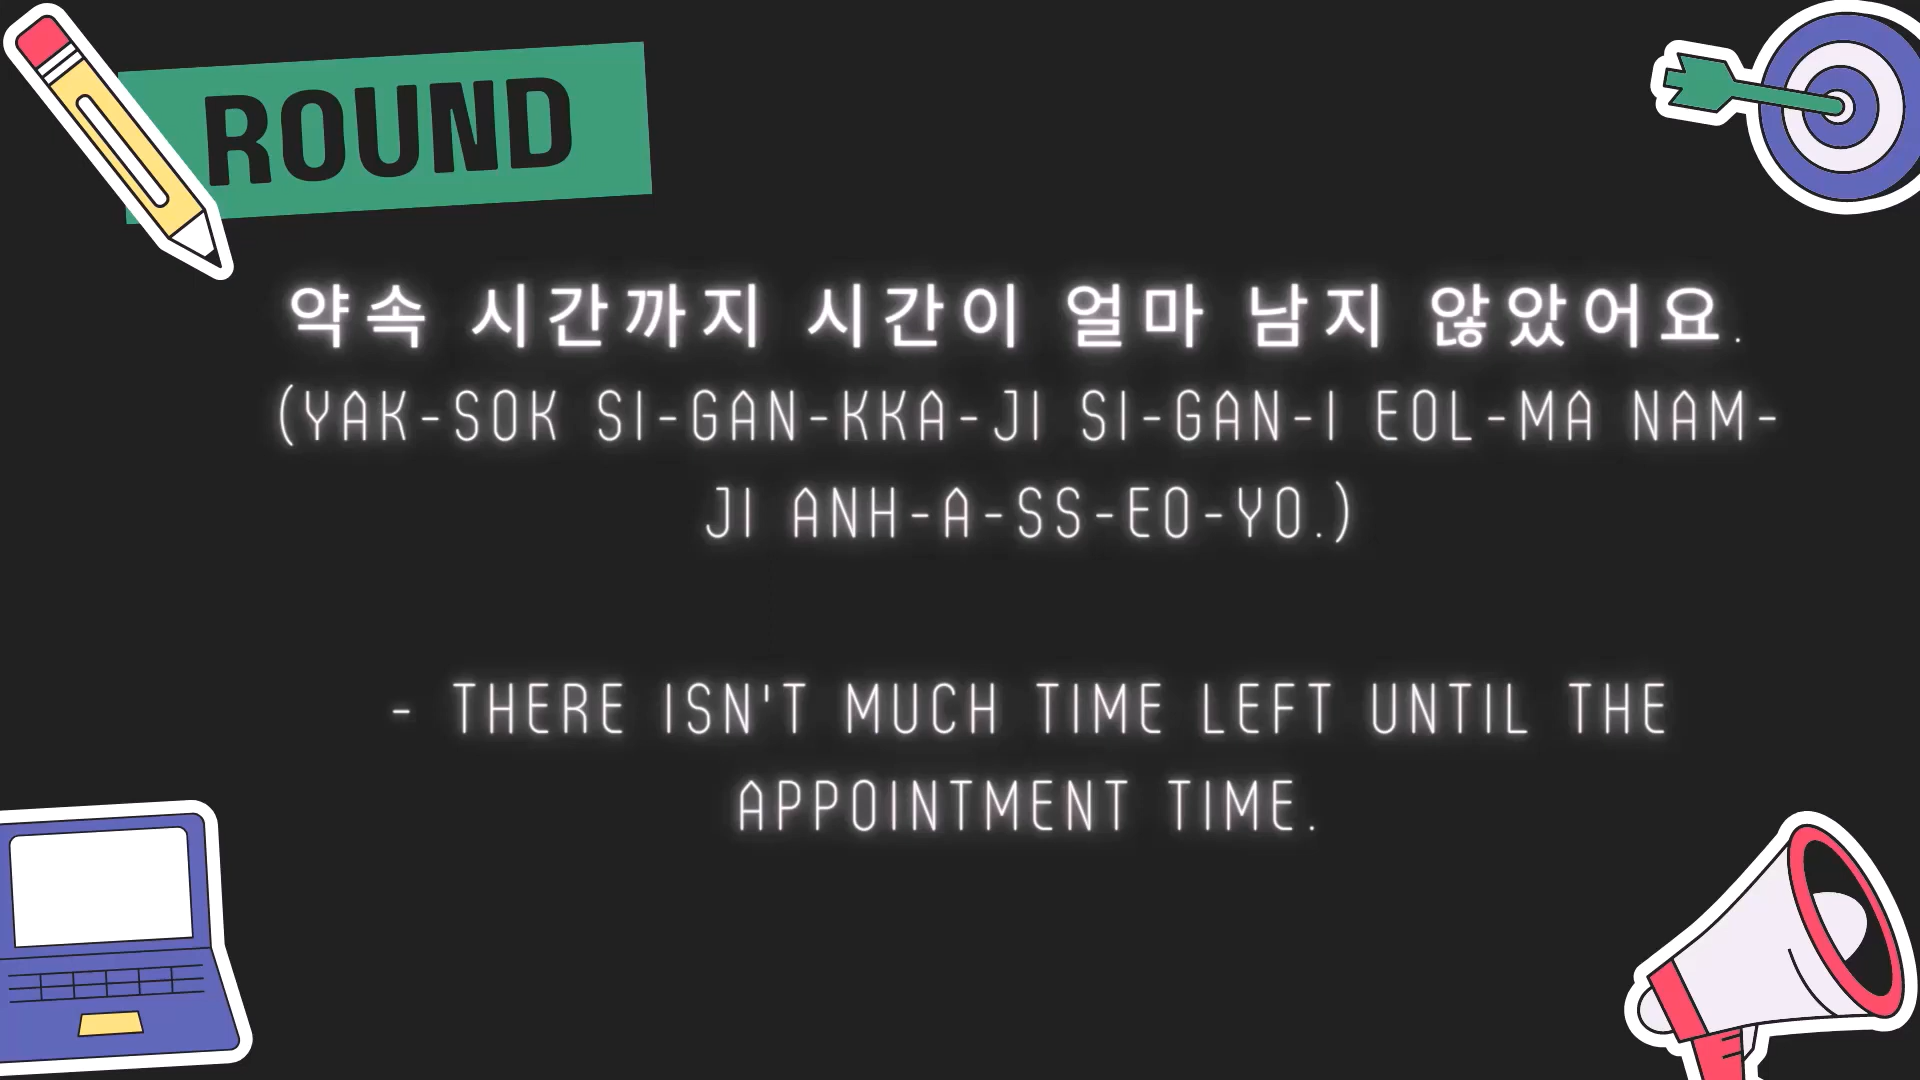 ROUND
약속 시간까지 시간이 얼마 남지 않았어요.
(YAK-SOK SI-GAN-KKA-JI SI-GAN-I EOL-MA NAM-
JI ANH-A-SS-EO-YO.)
- THERE ISN'T MUCH TIME LEFT UNTIL THE
APPOINTMENT TIME.